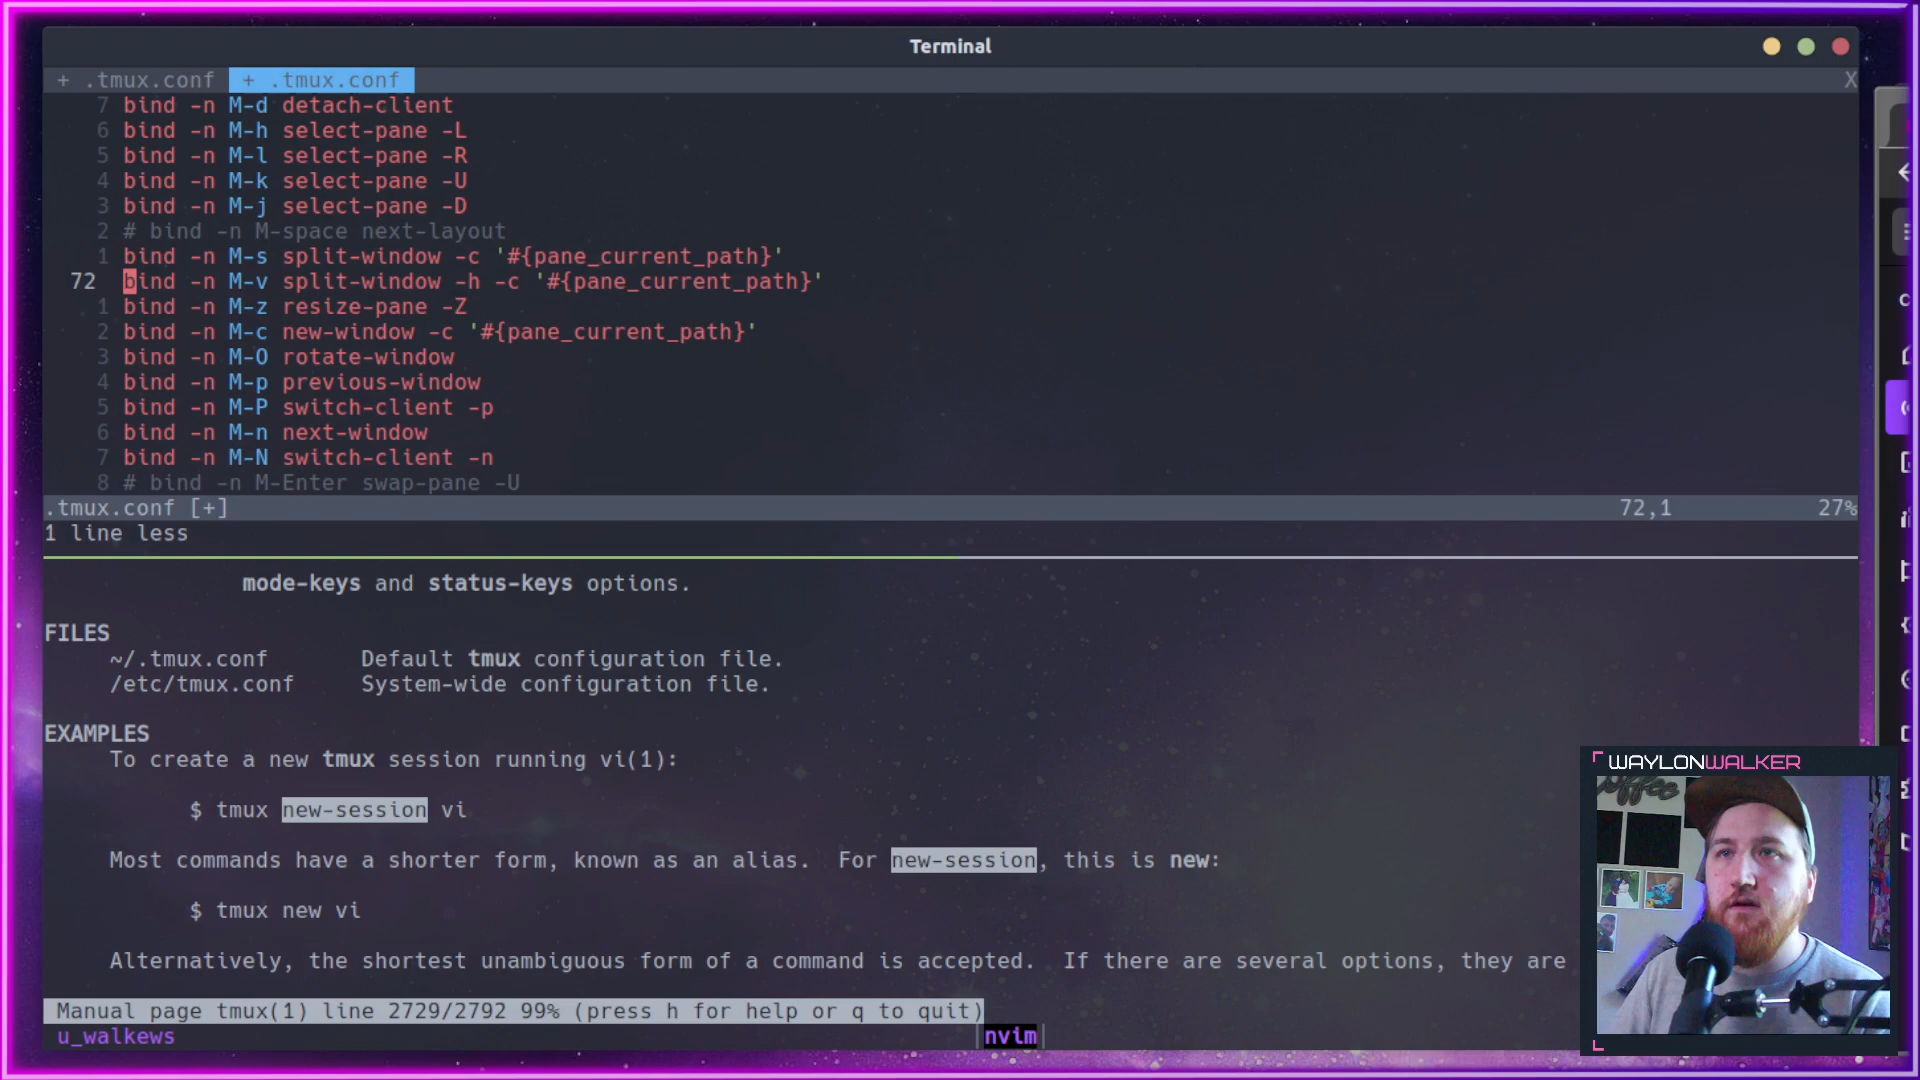 Terminal
+ .tmux.conf + .tmux.conf X
7 bind -n M-d detach-client
6 bind -n M-h select-pane -L
5 bind -n M-l select-pane -R
4 bind -n M-k select-pane -U
3 bind -n M-j select-pane -D
2 # bind -n M-space next-layout
1 bind -n M-s split-window -c '#{pane_current_path}'
72 bind -n M-v split-window -h -c '#{pane_current_path}'
1 bind -n M-z resize-pane -Z
2 bind -n M-c new-window -c '#{pane_current_path}'
3 bind -n M-O rotate-window
4 bind -n M-p previous-window
5 bind -n M-P switch-client -p
6 bind -n M-n next-window
7 bind -n M-N switch-client -n
8 # bind -n M-Enter swap-pane -U
.tmux.conf [+] 72,1 27%
1 line less
mode-keys and status-keys options.
FILES
~/.tmux.conf Default tmux configuration file.
/etc/tmux.conf System-wide configuration file.
EXAMPLES
To create a new tmux session running vi(1):
$ tmux new-session vi
Most commands have a shorter form, known as an alias. For new-session, this is new:
$ tmux new vi
Alternatively, the shortest unambiguous form of a command is accepted. If there are several options, they are
Manual page tmux(1) line 2729/2792 99% (press h for help or q to quit)
u_walkews |nvim|
WAYLONWALKER
coffee